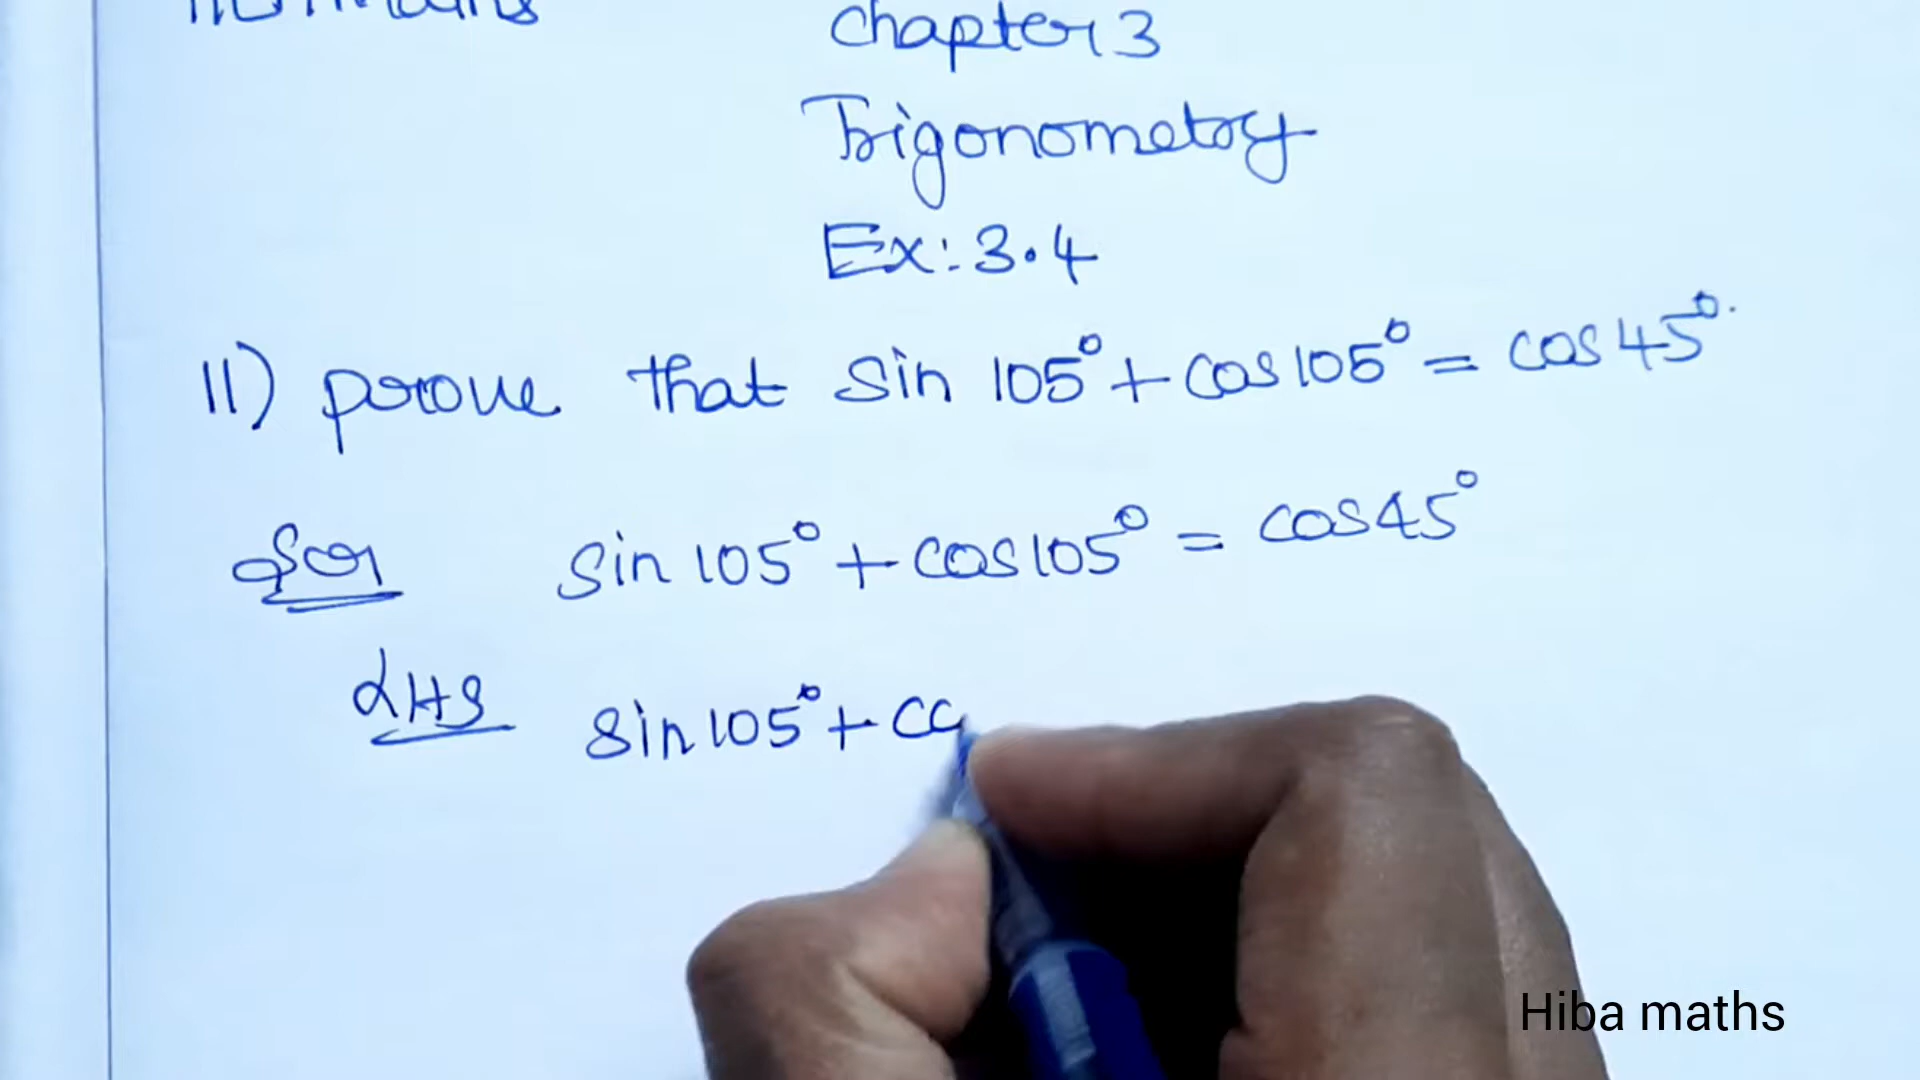 Chapter 3
Trigonometry
Ex: 3.4
11) prove that Sin 105° + Cos 105° = cos 45°.
Sol
Sin 105° + Cos 105° = cos 45°
LHS
Sin 105° +
Hiba maths